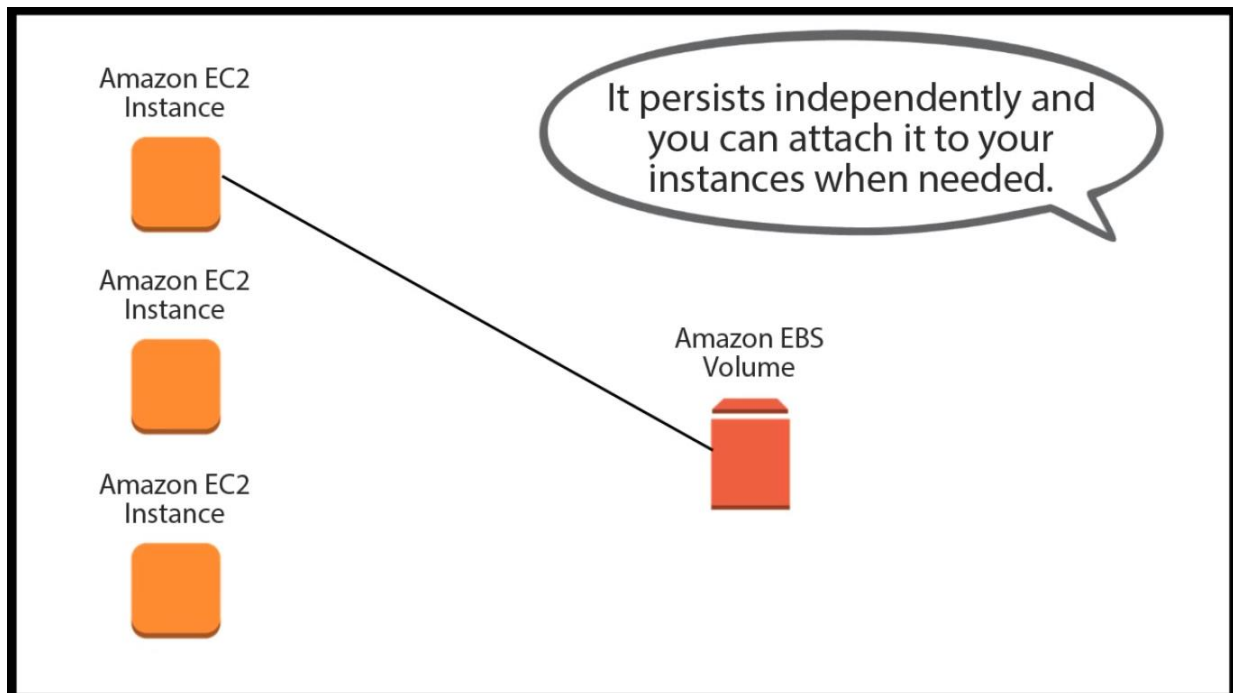 Amazon EC2
Instance
It persists independently and
you can attach it to your
instances when needed.
Amazon EC2
Instance
Amazon EBS
Volume
Amazon EC2
Instance